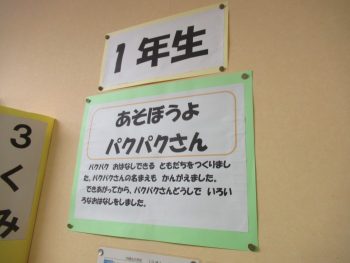 1年生
あそぼうよ
パクパクさん
パクパク おはなしできる ともだちをつくりまし
た。パクパクさんの名まえも かんがえました。
できあがってから、パクパクさんどうしで いろい
ろなおはなしをしました。
3くみ